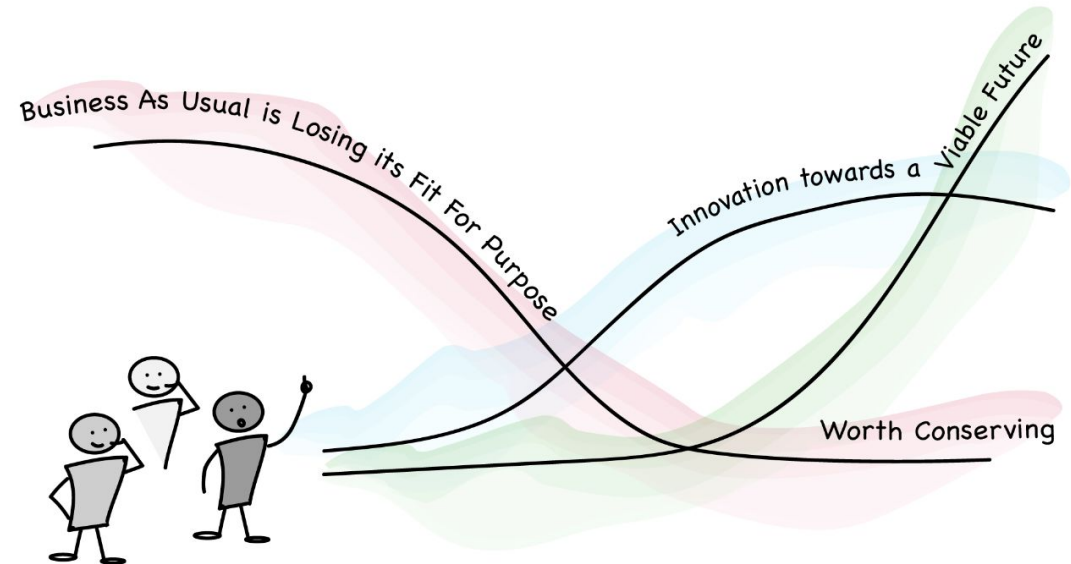 Business As Usual is Losing its Fit For Purpose
Innovation towards a Viable Future
Worth Conserving